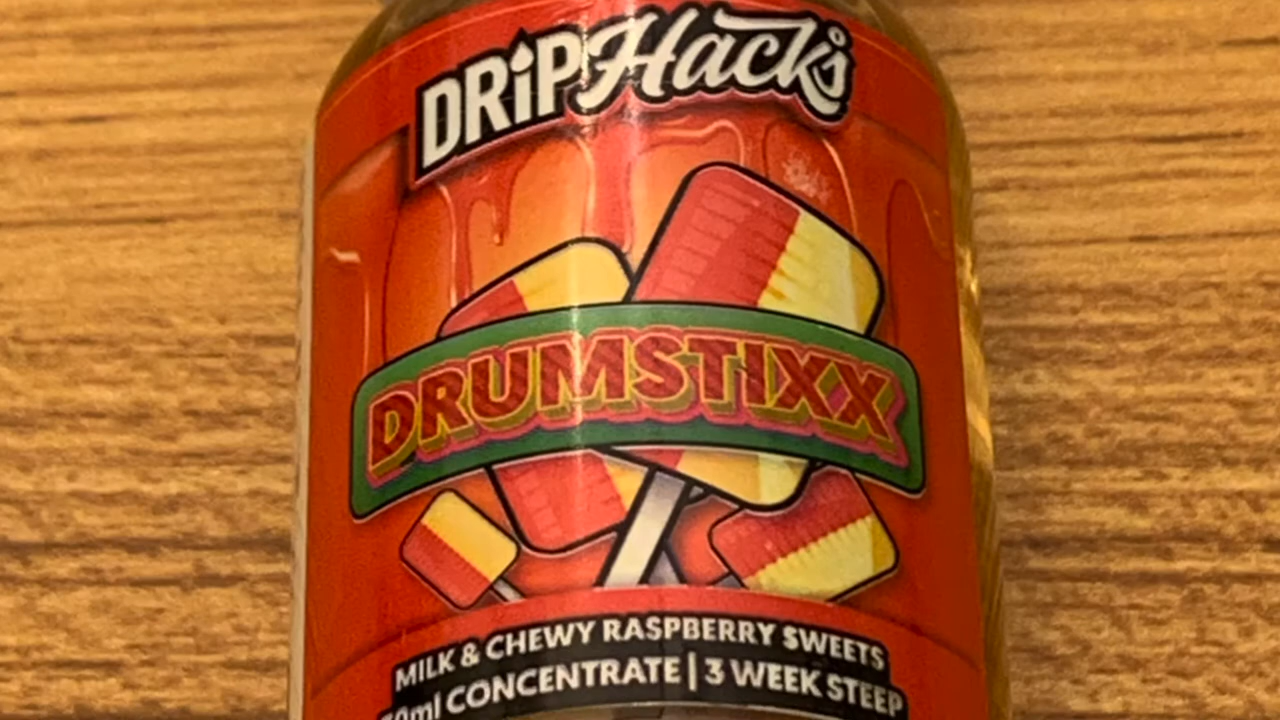 DRiPHacks
DRUMSTIXX
MILK & CHEWY RASPBERRY SWEETS
CONCENTRATE | 3 WEEK STEEP